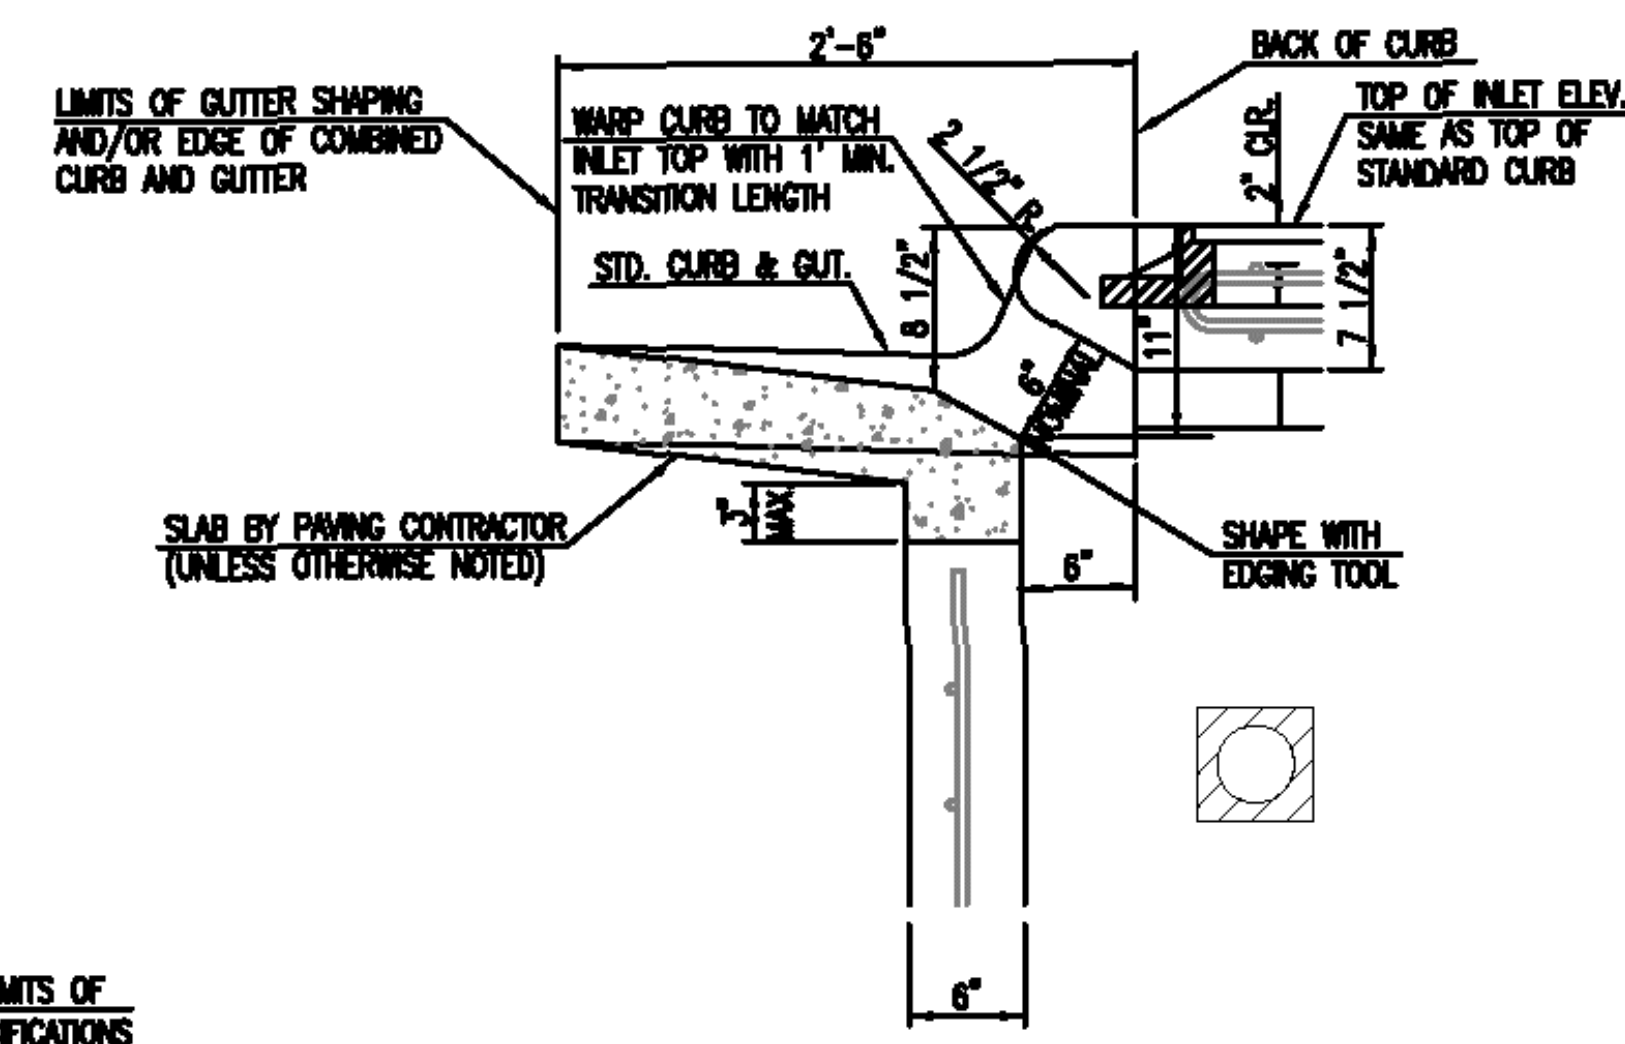 2'-6"
BACK OF CURB
LIMITS OF GUTTER SHAPING
AND/OR EDGE OF COMBINED
CURB AND GUTTER
WARP CURB TO MATCH
INLET TOP WITH 1' MIN.
TRANSITION LENGTH
2 1/2" R.
2" CLR.
TOP OF INLET ELEV.
SAME AS TOP OF
STANDARD CURB
STD. CURB & GUT.
8 1/2"
6"
NOMINAL
11"
7 1/2"
SLAB BY PAVING CONTRACTOR
(UNLESS OTHERWISE NOTED)
3"
MAX.
6"
SHAPE WITH
EDGING TOOL
6"
MITS OF
IFICATIONS